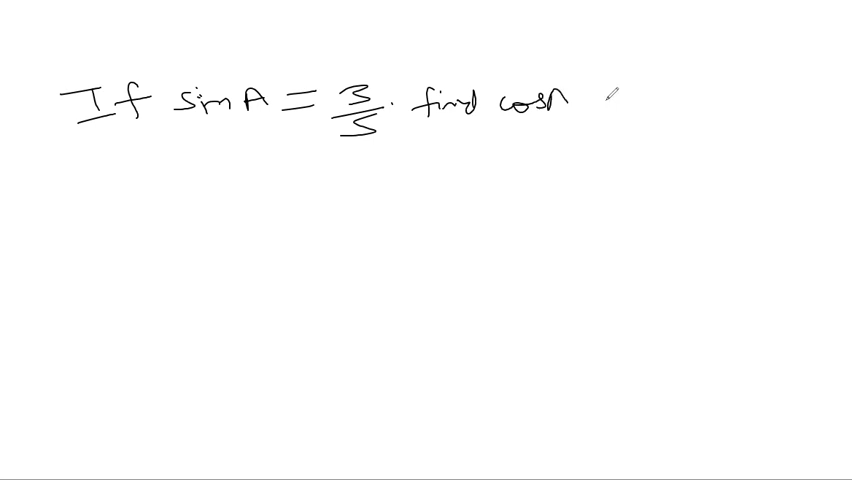 If sin A = 3/5. find cosA